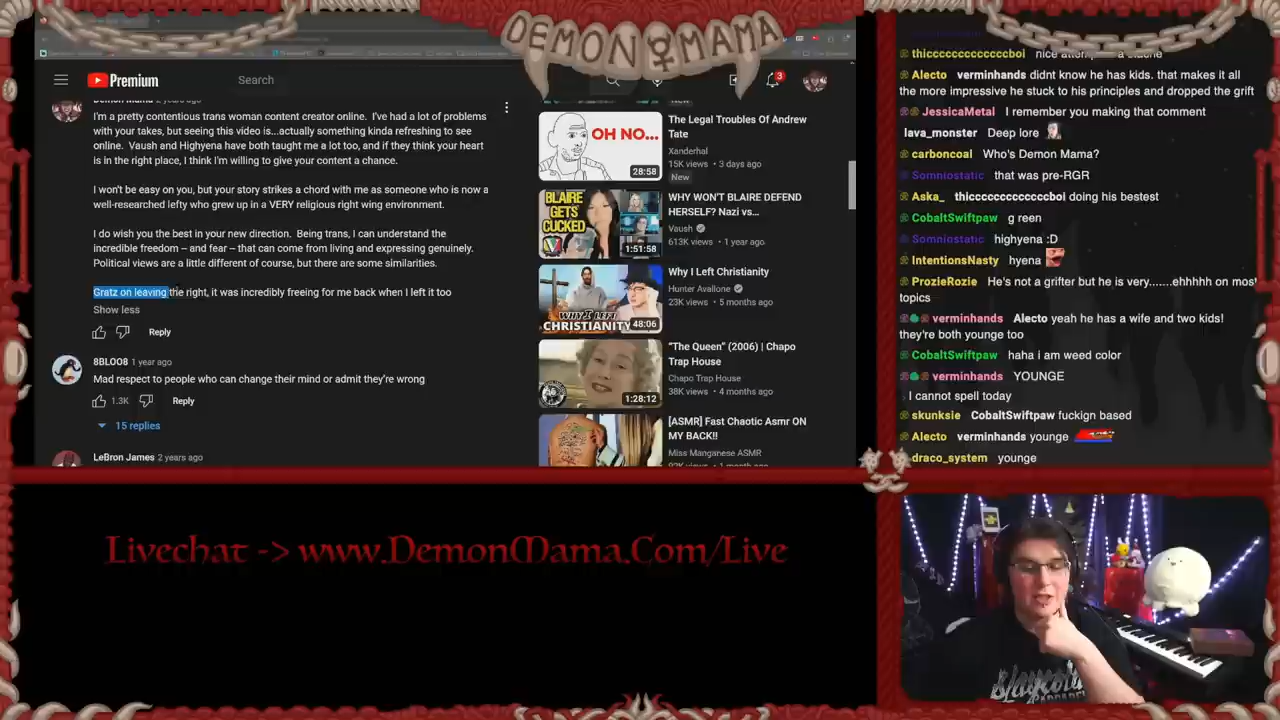 DEMON MAMA
Premium
Search
3
Demon Mama 2 years ago
I'm a pretty contentious trans woman content creator online. I've had a lot of problems
with your takes, but seeing this video is...actually something kinda refreshing to see
online. Vaush and Highyena have both taught me a lot too, and if they think your heart
is in the right place, I think I'm willing to give your content a chance.
I won't be easy on you, but your story strikes a chord with me as someone who is now a
well-researched lefty who grew up in a VERY religious right wing environment.
I do wish you the best in your new direction. Being trans, I can understand the
incredible freedom – and fear – that can come from living and expressing genuinely.
Political views are a little different of course, but there are some similarities.
Gratz on leaving the right, it was incredibly freeing for me back when I left it too
Show less
Reply
8BLOO8 1 year ago
Mad respect to people who can change their mind or admit they're wrong
1.3K Reply
15 replies
LeBron James 2 years ago
New
OH NO...
28:58
The Legal Troubles Of Andrew
Tate
Xanderhal
15K views • 3 days ago
New
BLAIRE
GETS
CUCKED
1:51:58
WHY WON'T BLAIRE DEFEND
HERSELF? Nazi vs...
Vaush
613K views • 1 year ago
WHY I LEFT
CHRISTIANITY
48:06
Why I Left Christianity
Hunter Avallone
23K views • 5 months ago
1:28:12
"The Queen" (2006) | Chapo
Trap House
Chapo Trap House
38K views • 4 months ago
[ASMR] Fast Chaotic Asmr ON
MY BACK!!
Miss Manganese ASMR
92K views • 1 month ago
thicccccccccccccboi nice
Alecto verminhands didnt know he has kids. that makes it all
the more impressive he stuck to his principles and dropped the grift
JessicaMetal I remember you making that comment
lava_monster Deep lore
carboncoal Who's Demon Mama?
Somniostatic that was pre-RGR
Aska_ thicccccccccccccboi doing his bestest
CobaltSwiftpaw g reen
Somniostatic highyena :D
IntentionsNasty hyena
ProzieRozie He's not a grifter but he is very.......ehhhhh on most
topics
verminhands Alecto yeah he has a wife and two kids!
they're both younge too
CobaltSwiftpaw haha i am weed color
verminhands YOUNGE
I cannot spell today
skunksie CobaltSwiftpaw fuckign based
Alecto verminhands younge
draco_system younge
Livechat -> www.DemonMama.Com/Live